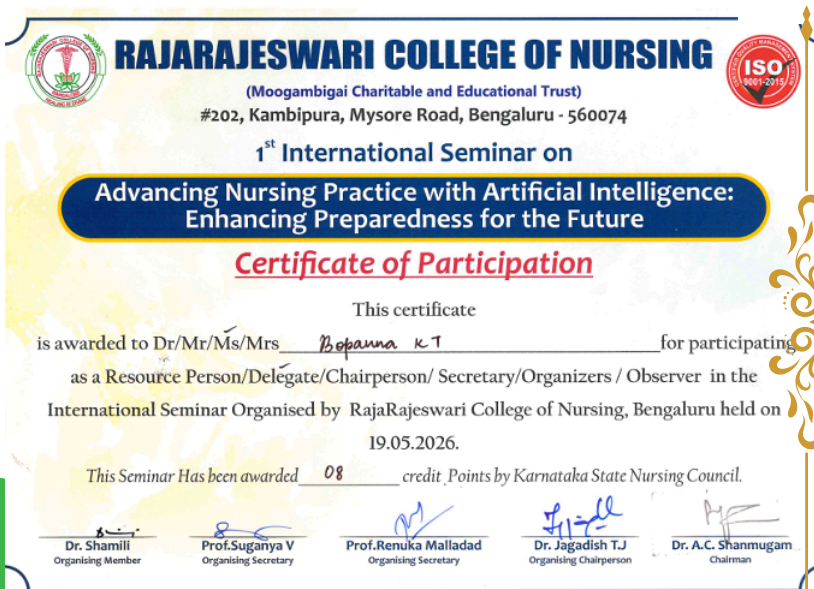 RAJARAJESWARI COLLEGE OF NURSING
(Moogambigai Charitable and Educational Trust)
#202, Kambipura, Mysore Road, Bengaluru - 560074
ISO
9001-2015
1st International Seminar on
Advancing Nursing Practice with Artificial Intelligence:
Enhancing Preparedness for the Future
Certificate of Participation
This certificate
is awarded to Dr/Mr/Ms/Mrs Bopanna KT for participating
as a Resource Person/Delegate/Chairperson/ Secretary/Organizers / Observer in the
International Seminar Organised by RajaRajeswari College of Nursing, Bengaluru held on
19.05.2026.
This Seminar Has been awarded 08 credit Points by Karnataka State Nursing Council.
Dr. Shamili Prof.Suganya V Prof.Renuka Malladad Dr. Jagadish T.J Dr. A.C. Shanmugam
Organising Member Organising Secretary Organising Secretary Organising Chairperson Chairman